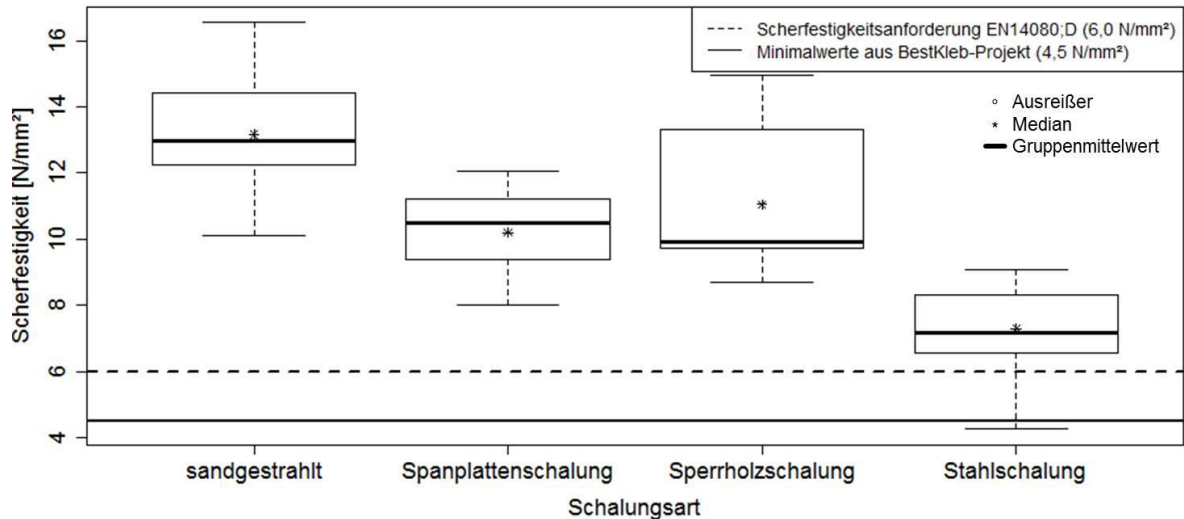 Scherfestigkeit [N/mm²]
16
14
12
10
8
6
4
Scherfestigkeitsanforderung EN14080;D (6,0 N/mm²)
Minimalwerte aus BestKleb-Projekt (4,5 N/mm²)
Ausreißer
* Median
Gruppenmittelwert
sandgestrahlt
Spanplattenschalung
Sperrholzschalung
Stahlschalung
Schalungsart